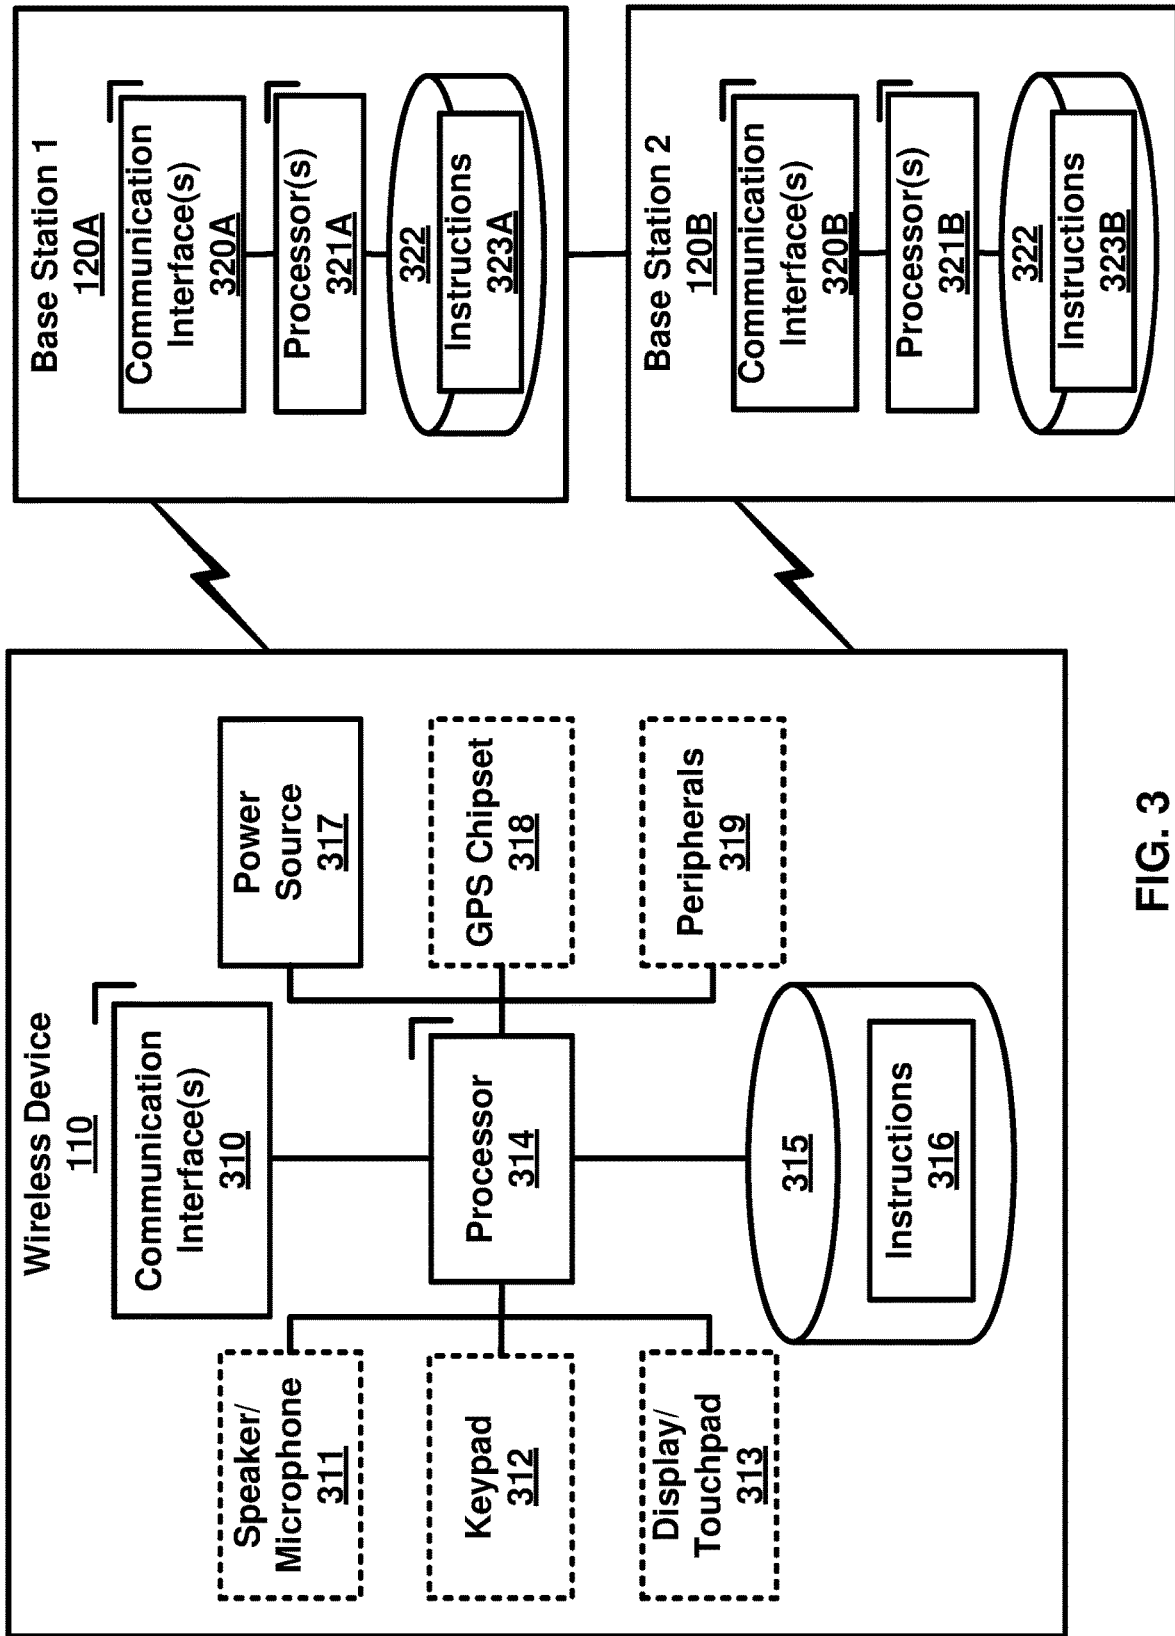 Wireless Device
110
Communication
Interface(s)
310
Speaker/
Microphone
311
Power
Source
317
Keypad
312
Processor
314
GPS Chipset
318
Display/
Touchpad
313
Peripherals
319
315
Instructions
316
Base Station 1
120A
Communication
Interface(s)
320A
Processor(s)
321A
322
Instructions
323A
Base Station 2
120B
Communication
Interface(s)
320B
Processor(s)
321B
322
Instructions
323B
FIG. 3